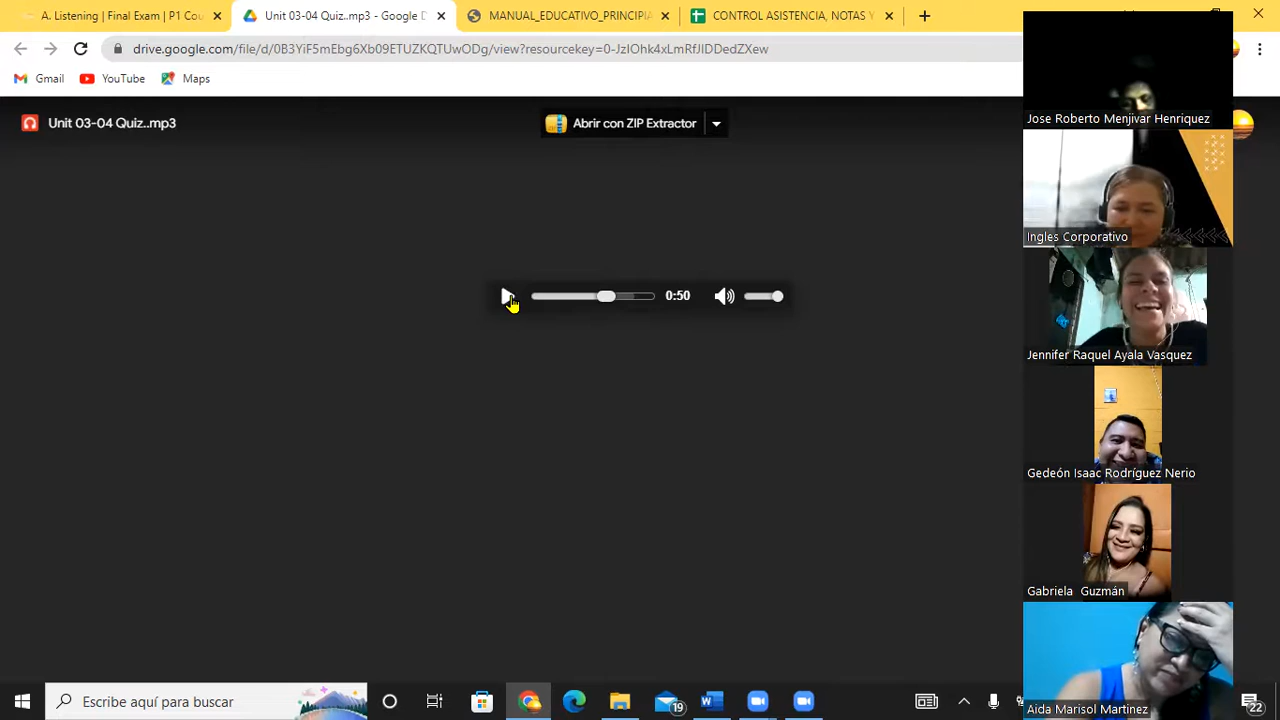 A. Listening | Final Exam | P1 Cou
Unit 03-04 Quiz..mp3 - Google D
MANUAL_EDUCATIVO_PRINCIPIA
CONTROL ASISTENCIA, NOTAS Y
drive.google.com/file/d/0B3YiF5mEbg6Xb09ETUZKQTUwODg/view?resourcekey=0-JzIOhk4xLmRfJIDDedZXew
Gmail
YouTube
Maps
Unit 03-04 Quiz..mp3
Abrir con ZIP Extractor
0:50
Jose Roberto Menjivar Henriquez
Ingles Corporativo
Jennifer Raquel Ayala Vasquez
Gedeón Isaac Rodríguez Nerio
Gabriela Guzmán
Aida Marisol Martinez
Escribe aquí para buscar
19
22